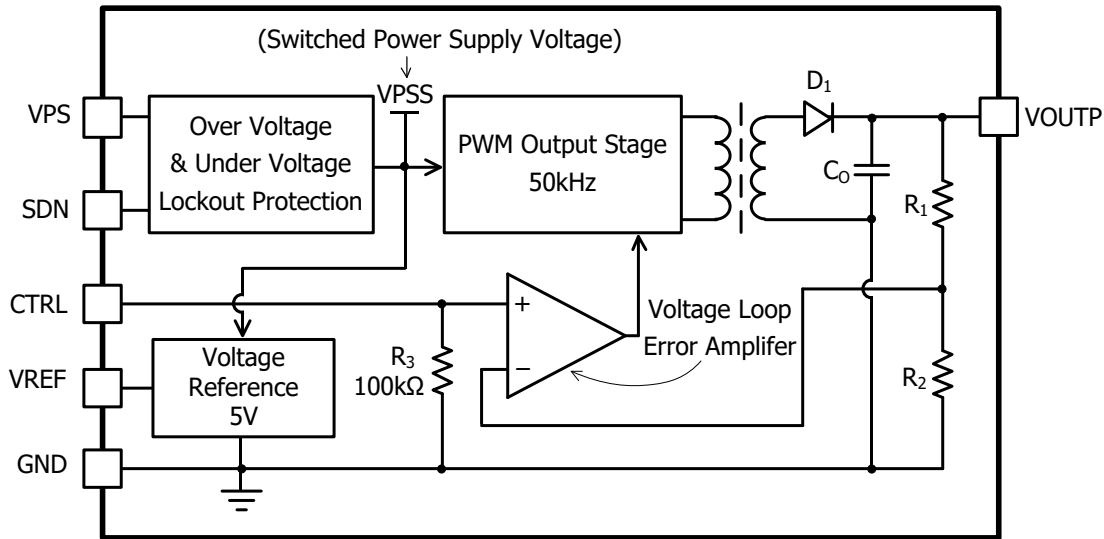 (Switched Power Supply Voltage)
VPSS
D1
VPS
Over Voltage
& Under Voltage
Lockout Protection
PWM Output Stage
50kHz
VOUTP
CO
R1
SDN
CTRL
+
Voltage Loop
Error Amplifer
R3
100kΩ
−
VREF
Voltage
Reference
5V
R2
GND